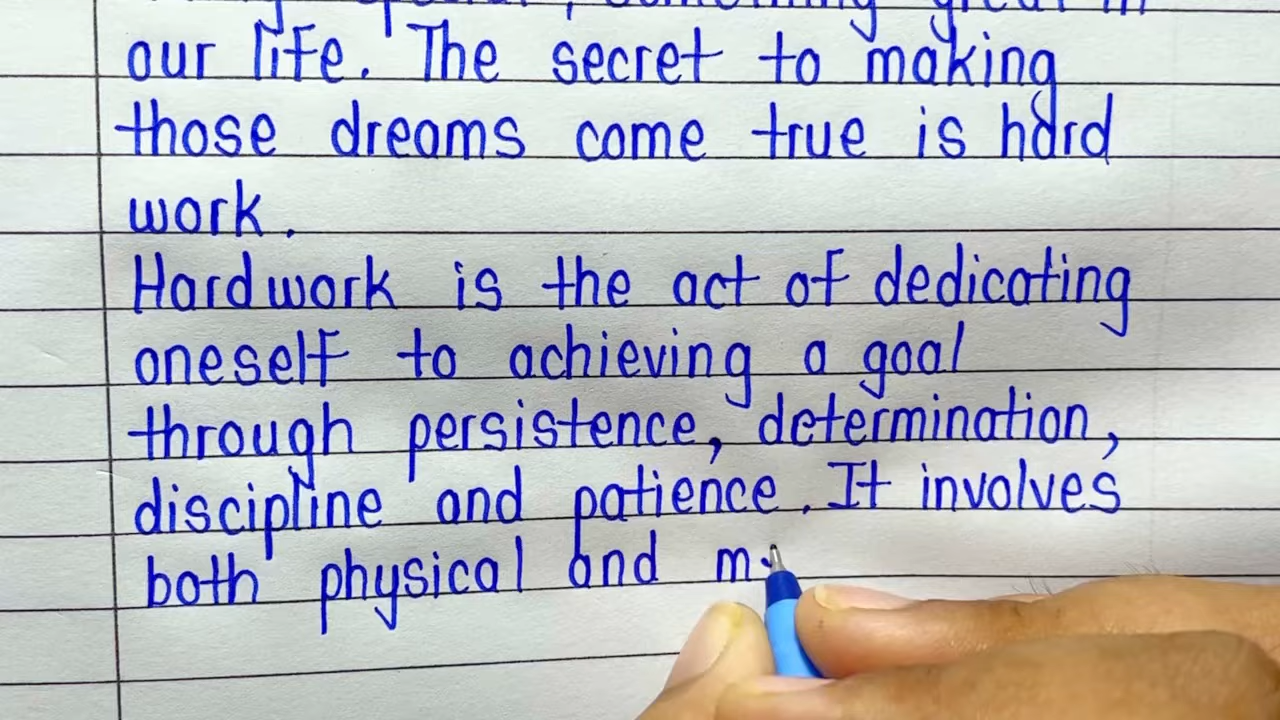 our life. The secret to making
those dreams come true is hard
work.
Hardwork is the act of dedicating
oneself to achieving a goal
through persistence, determination,
discipline and patience. It involves
both physical and m